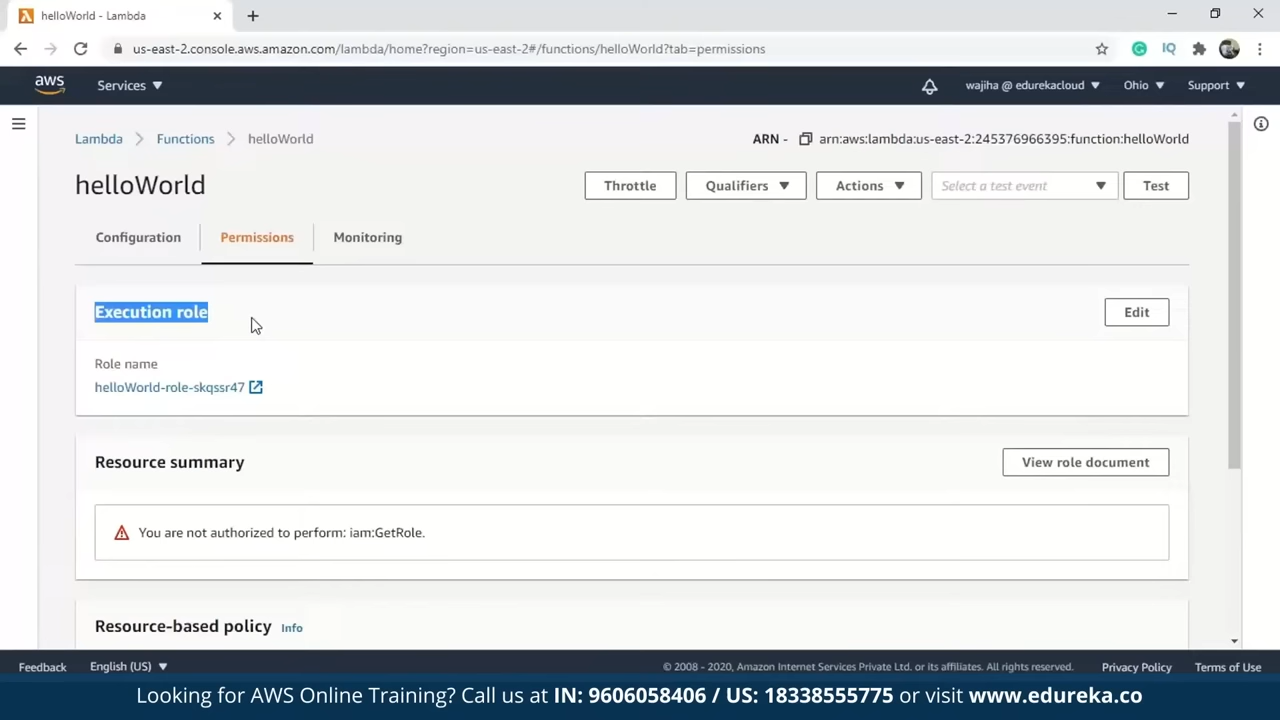 helloWorld - Lambda
us-east-2.console.aws.amazon.com/lambda/home?region=us-east-2#/functions/helloWorld?tab=permissions
IQ
aws Services wajiha @ edurekacloud Ohio Support
Lambda Functions helloWorld ARN - arn:aws:lambda:us-east-2:245376966395:function:helloWorld
helloWorld Throttle Qualifiers Actions Select a test event Test
Configuration Permissions Monitoring
Execution role Edit
Role name
helloWorld-role-skqssr47
Resource summary View role document
You are not authorized to perform: iam:GetRole.
Resource-based policy Info
Feedback English (US) © 2008 - 2020, Amazon Internet Services Private Ltd. or its affiliates. All rights reserved. Privacy Policy Terms of Use
Looking for AWS Online Training? Call us at IN: 9606058406 / US: 18338555775 or visit www.edureka.co